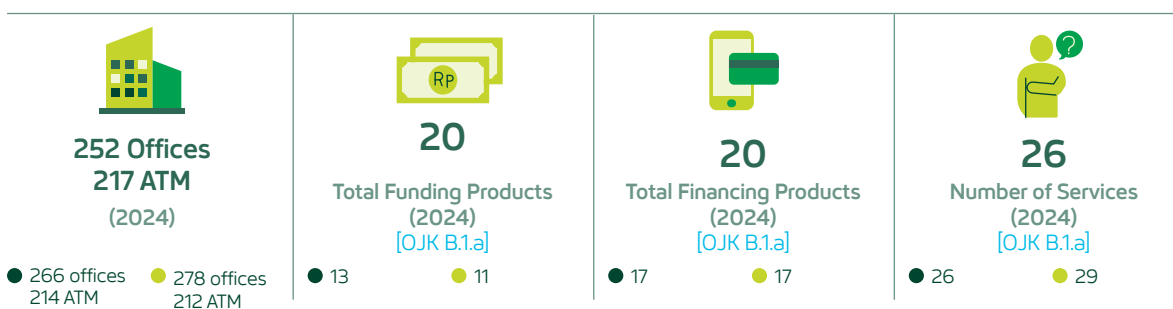 252 Offices
217 ATM
(2024)
266 offices
214 ATM
278 offices
212 ATM
RP
20
Total Funding Products
(2024)
[OJK B.1.a]
13
11
20
Total Financing Products
(2024)
[OJK B.1.a]
17
17
?
26
Number of Services
(2024)
[OJK B.1.a]
26
29